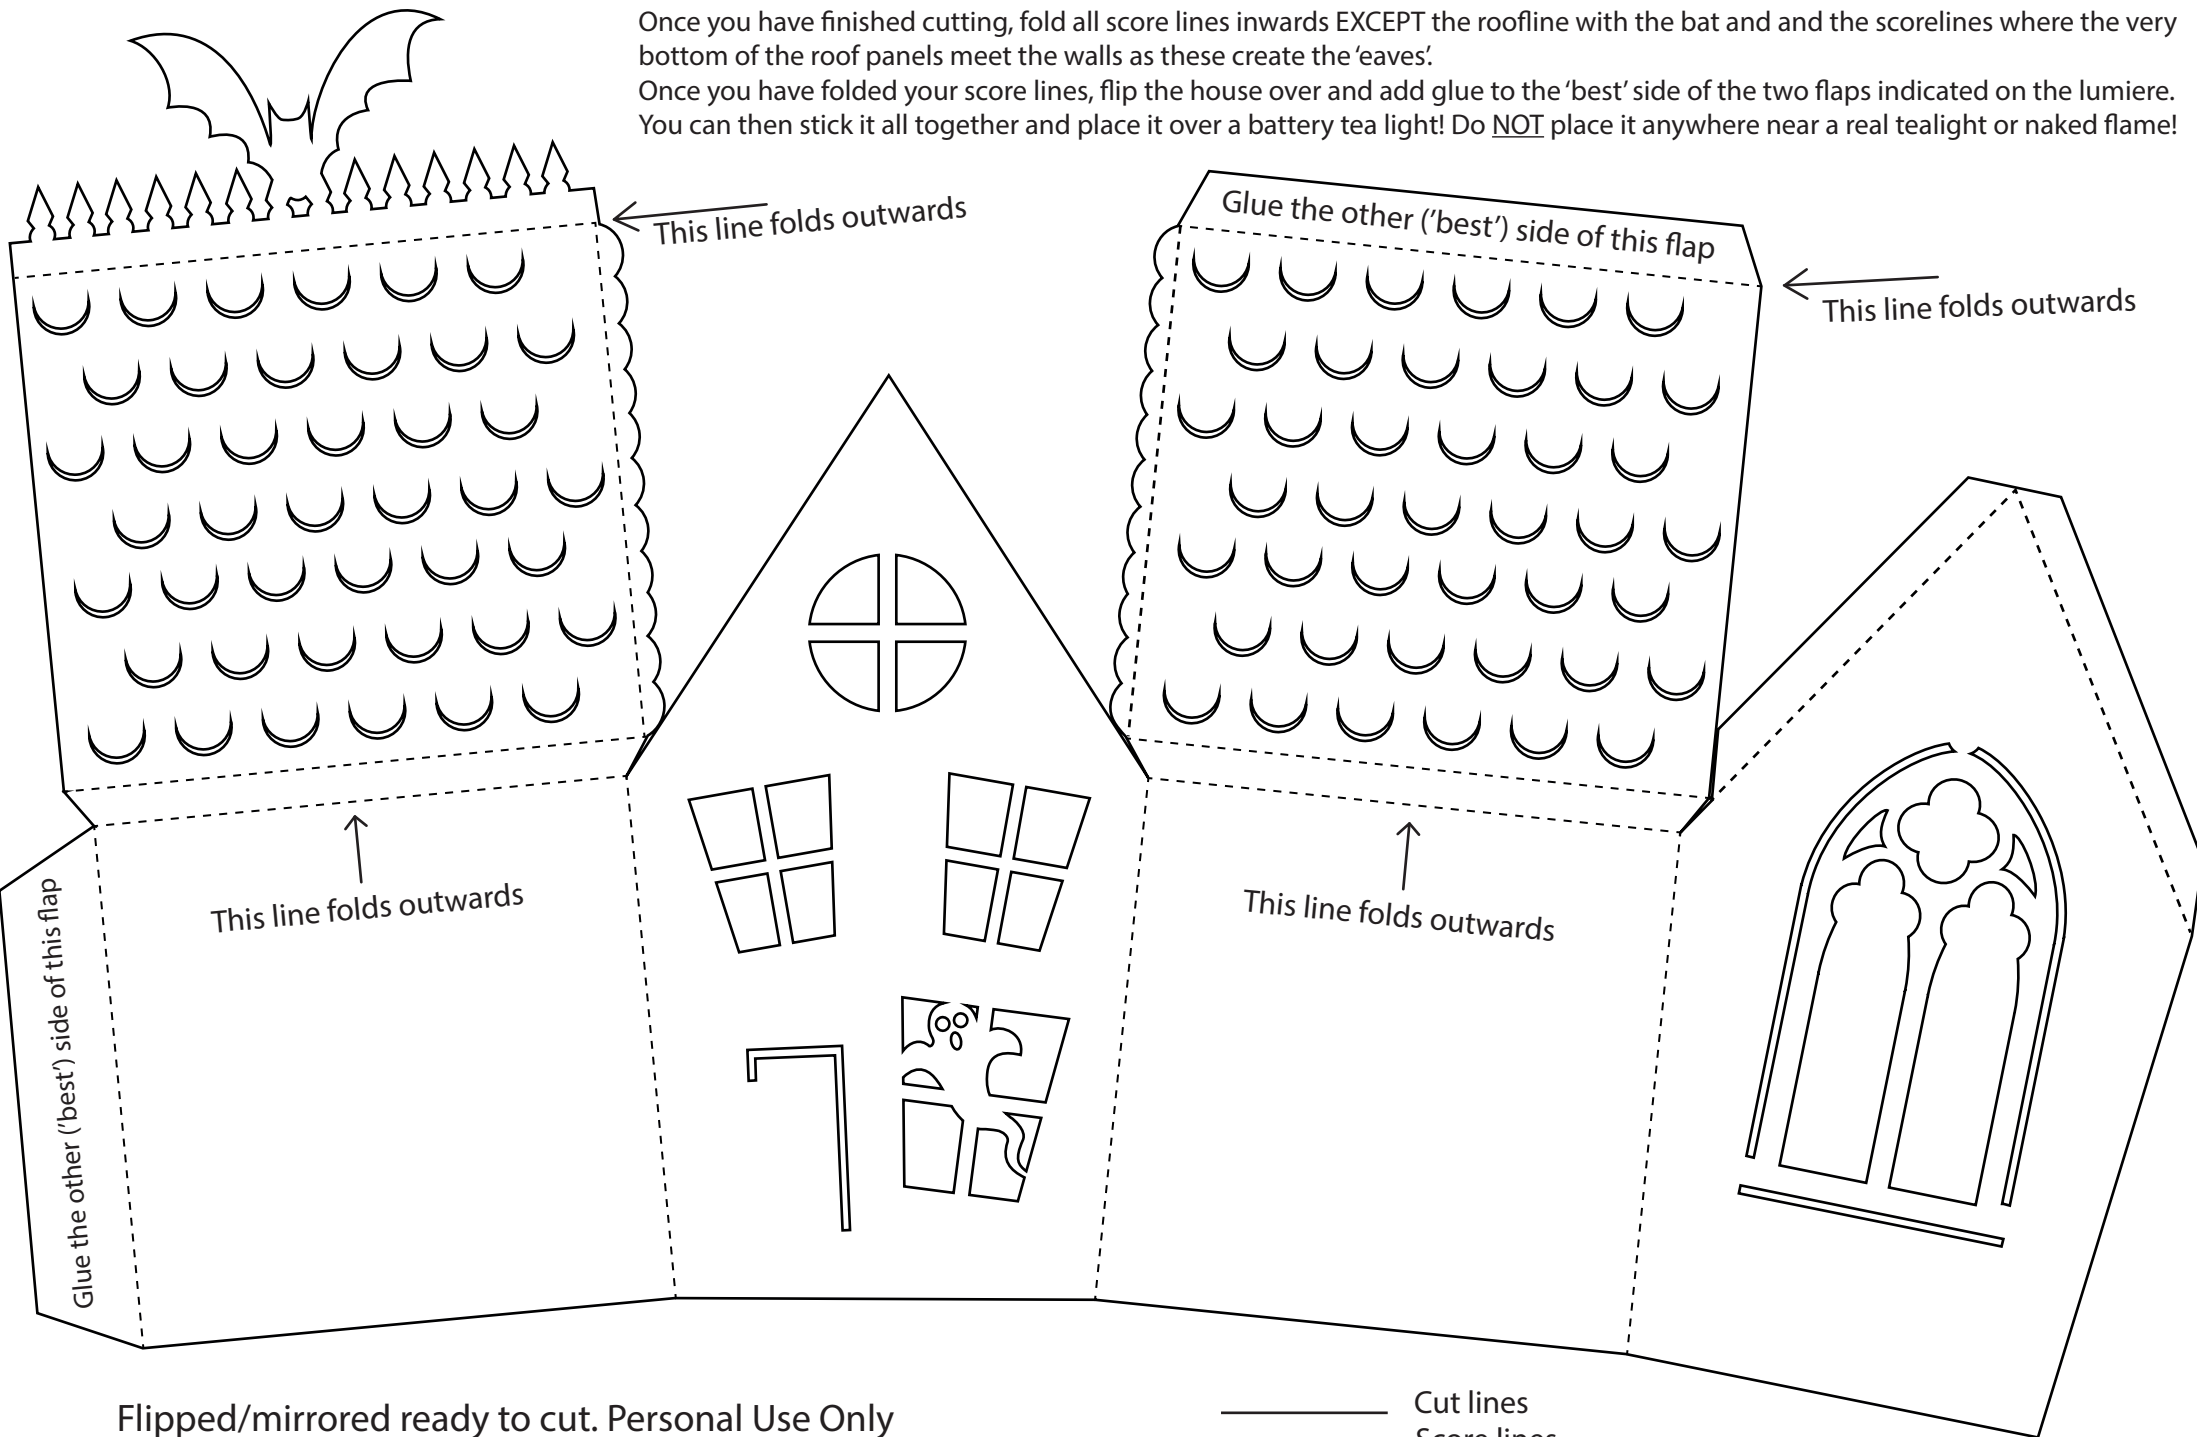 Once you have finished cutting, fold all score lines inwards EXCEPT the roofline with the bat and and the scorelines where the very
bottom of the roof panels meet the walls as these create the 'eaves'.
Once you have folded your score lines, flip the house over and add glue to the 'best' side of the two flaps indicated on the lumiere.
You can then stick it all together and place it over a battery tea light! Do NOT place it anywhere near a real tealight or naked flame!
This line folds outwards
Glue the other ('best') side of this flap
This line folds outwards
This line folds outwards
This line folds outwards
Glue the other ('best') side of this flap
Flipped/mirrored ready to cut. Personal Use Only
Cut lines
Score lines